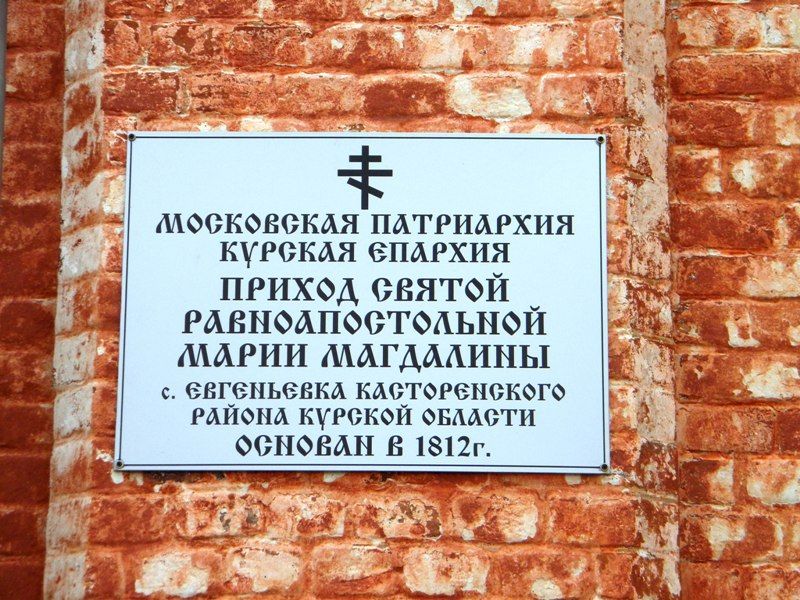 МОСКОВСКАЯ ПАТРИАРХИЯ
КУРСКАЯ ЕПАРХИЯ
ПРИХОД СВЯТОЙ
РАВНОАПОСТОЛЬНОЙ
МАРИИ МАГДАЛИНЫ
с. ЕВГЕНЬЕВКА КАСТОРЕНСКОГО
РАЙОНА КУРСКОЙ ОБЛАСТИ
ОСНОВАН В 1812г.